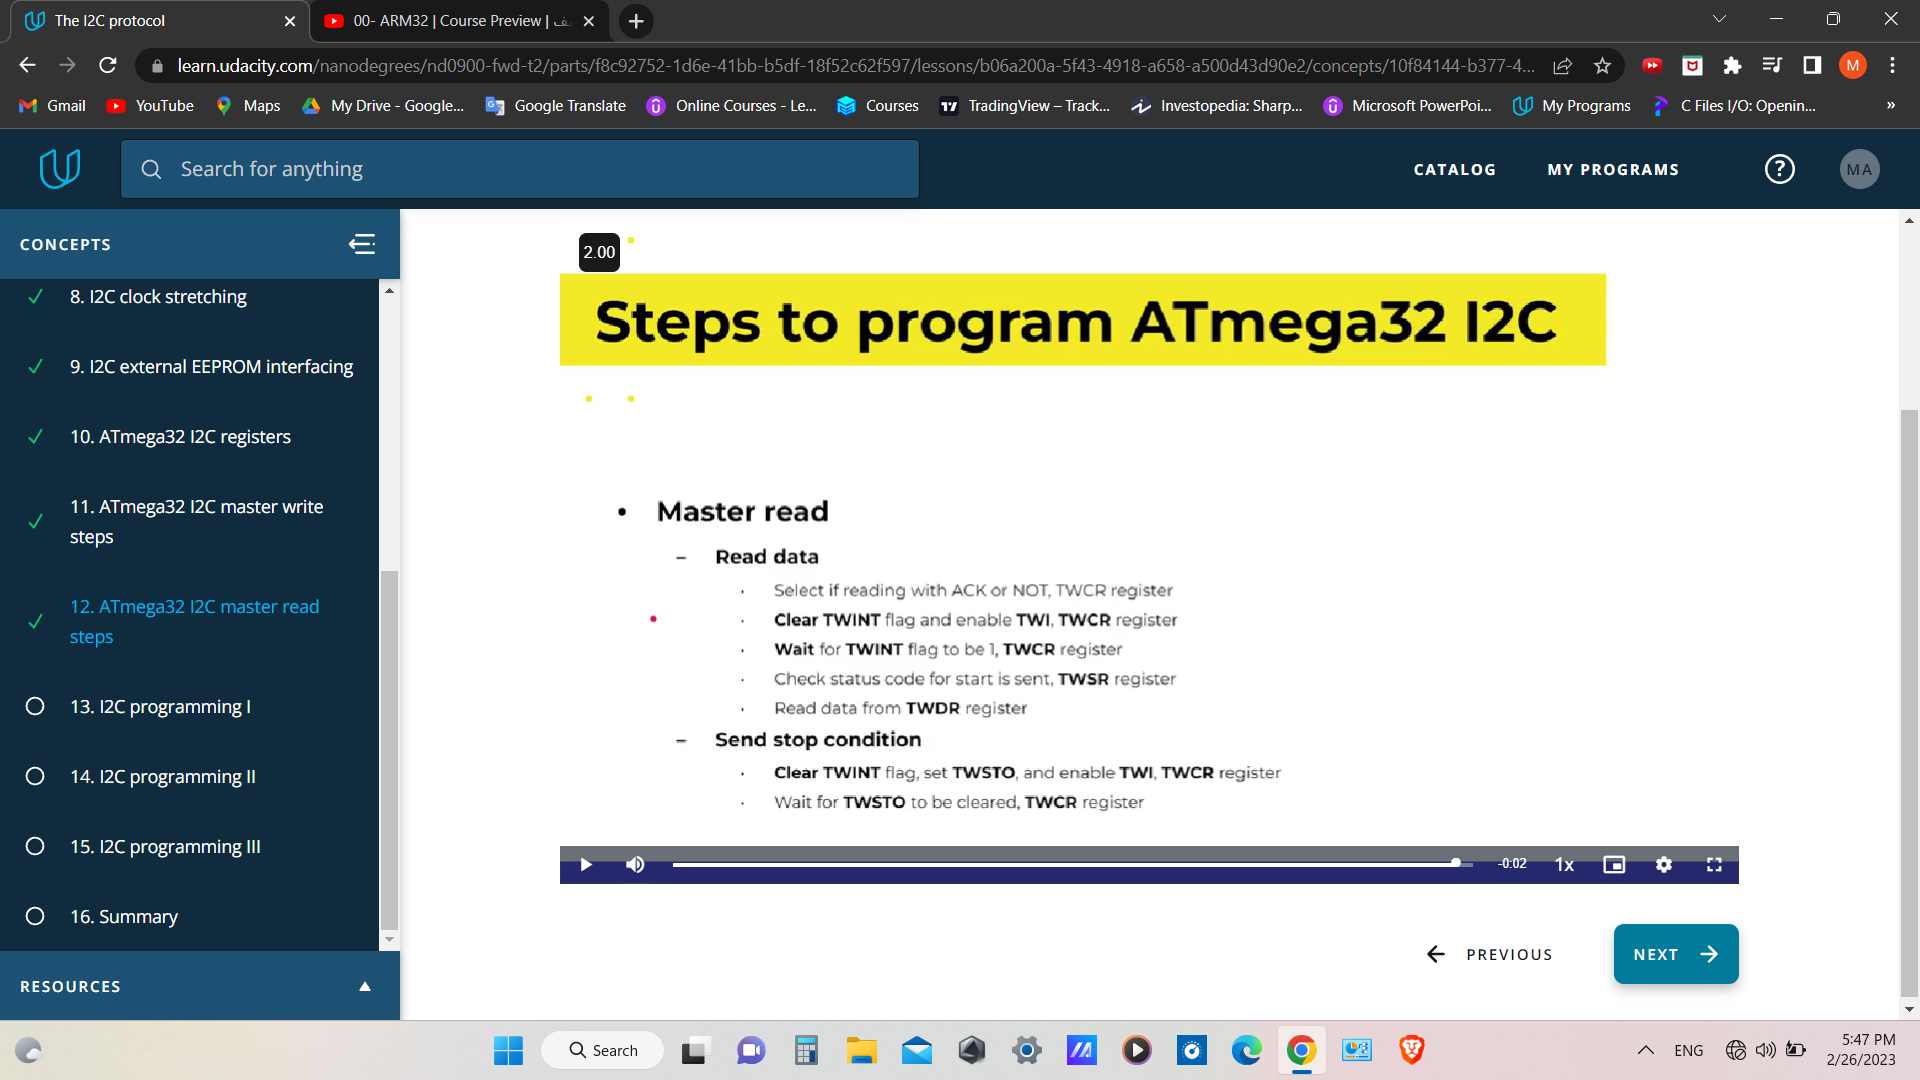 The I2C protocol
00- ARM32 | Course Preview |
learn.udacity.com/nanodegrees/nd0900-fwd-t2/parts/f8c92752-1d6e-41bb-b5df-18f52c62f597/lessons/b06a200a-5f43-4918-a658-a500d43d90e2/concepts/10f84144-b377-4...
M
Gmail YouTube Maps My Drive - Google... Google Translate Online Courses - Le... Courses TradingView – Track... Investopedia: Sharp... Microsoft PowerPoi... My Programs C Files I/O: Openin... »
Search for anything
CATALOG MY PROGRAMS ? MA
CONCEPTS
8. I2C clock stretching
9. I2C external EEPROM interfacing
10. ATmega32 I2C registers
11. ATmega32 I2C master write
steps
12. ATmega32 I2C master read
steps
13. I2C programming I
14. I2C programming II
15. I2C programming III
16. Summary
RESOURCES
2.00
Steps to program ATmega32 I2C
• Master read
– Read data
· Select if reading with ACK or NOT, TWCR register
· Clear TWINT flag and enable TWI, TWCR register
· Wait for TWINT flag to be 1, TWCR register
· Check status code for start is sent, TWSR register
· Read data from TWDR register
– Send stop condition
· Clear TWINT flag, set TWSTO, and enable TWI, TWCR register
· Wait for TWSTO to be cleared, TWCR register
-0:02 1x
PREVIOUS NEXT
Search
ENG
5:47 PM
2/26/2023